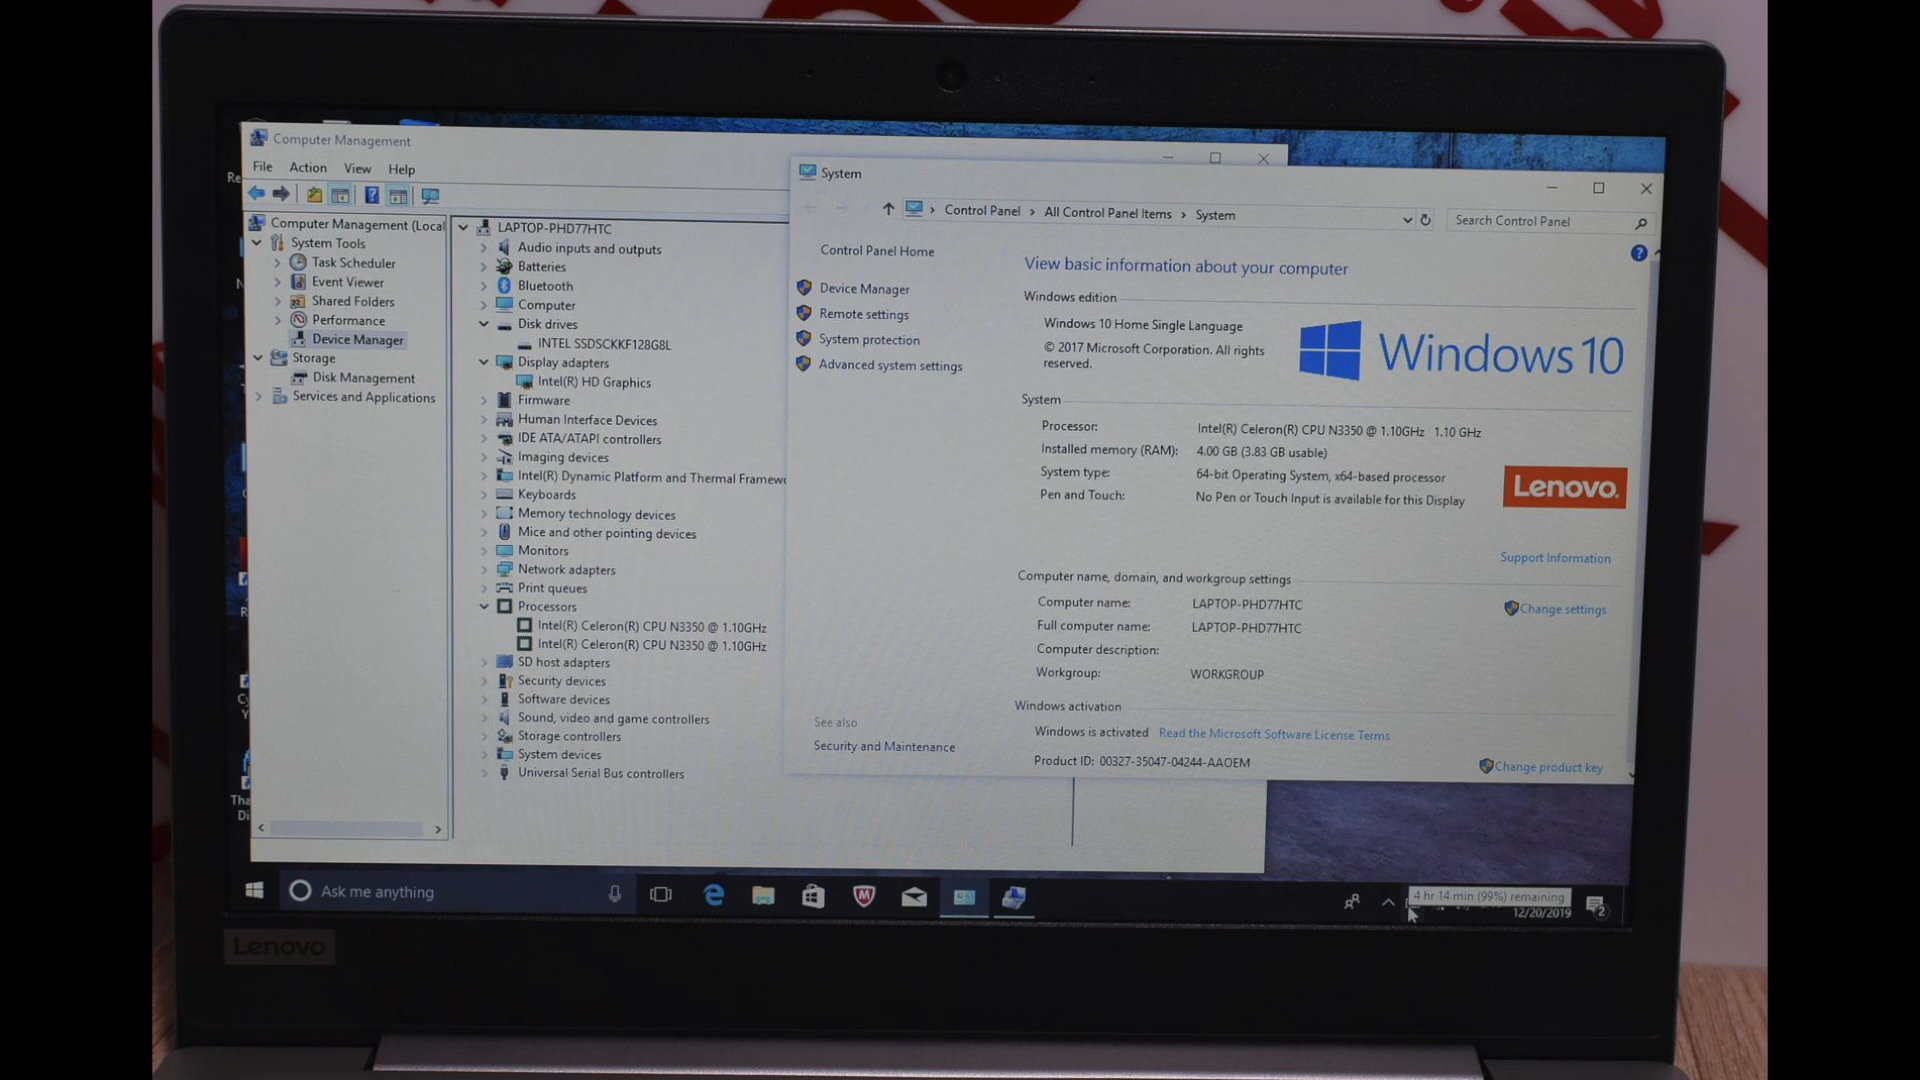 Computer Management
File Action View Help
Computer Management (Local
System Tools
Task Scheduler
Event Viewer
Shared Folders
Performance
Device Manager
Storage
Disk Management
Services and Applications
LAPTOP-PHD77HTC
Audio inputs and outputs
Batteries
Bluetooth
Computer
Disk drives
INTEL SSDSCKKF128G8L
Display adapters
Intel(R) HD Graphics
Firmware
Human Interface Devices
IDE ATA/ATAPI controllers
Imaging devices
Intel(R) Dynamic Platform and Thermal Framew
Keyboards
Memory technology devices
Mice and other pointing devices
Monitors
Network adapters
Print queues
Processors
Intel(R) Celeron(R) CPU N3350 @ 1.10GHz
Intel(R) Celeron(R) CPU N3350 @ 1.10GHz
SD host adapters
Security devices
Software devices
Sound, video and game controllers
Storage controllers
System devices
Universal Serial Bus controllers
System
Control Panel › All Control Panel Items › System
Search Control Panel
Control Panel Home
Device Manager
Remote settings
System protection
Advanced system settings
See also
Security and Maintenance
View basic information about your computer
Windows edition
Windows 10 Home Single Language
© 2017 Microsoft Corporation. All rights
reserved.
Windows 10
System
Processor: Intel(R) Celeron(R) CPU N3350 @ 1.10GHz 1.10 GHz
Installed memory (RAM): 4.00 GB (3.83 GB usable)
System type: 64-bit Operating System, x64-based processor
Pen and Touch: No Pen or Touch Input is available for this Display
Lenovo.
Support Information
Computer name, domain, and workgroup settings
Computer name: LAPTOP-PHD77HTC
Change settings
Full computer name: LAPTOP-PHD77HTC
Computer description:
Workgroup: WORKGROUP
Windows activation
Windows is activated Read the Microsoft Software License Terms
Product ID: 00327-35047-04244-AAOEM
Change product key
Ask me anything
4 hr 14 min (99%) remaining
12/20/2019
2
Lenovo